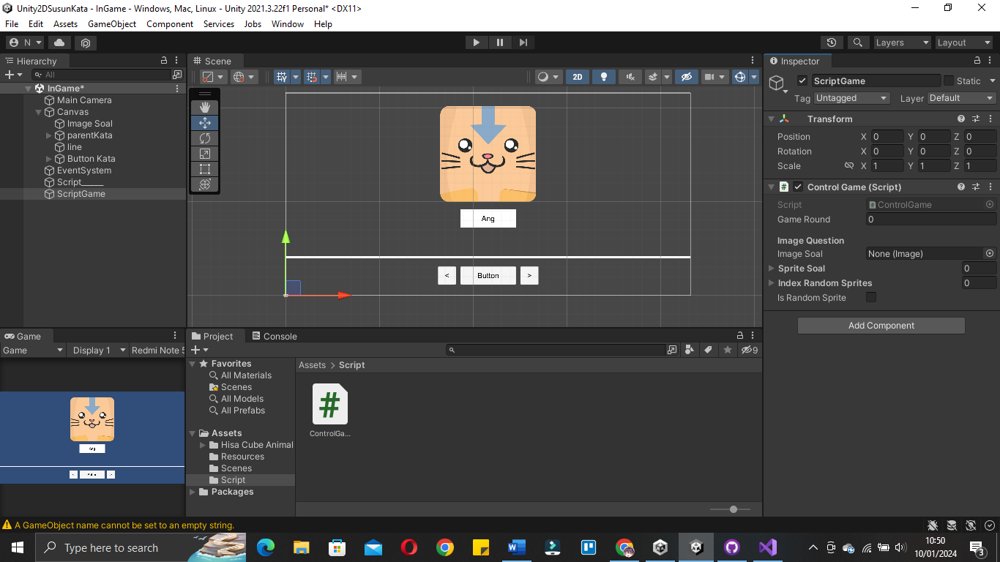 Unity2DSusunKata - InGame - Windows, Mac, Linux - Unity 2021.3.22f1 Personal* <DX11>
File Edit Assets GameObject Component Services Jobs Window Help
N
Layers Layout
Hierarchy
All
InGame*
Main Camera
Canvas
Image Soal
parentKata
line
Button Kata
EventSystem
Script_____
ScriptGame
Scene
2D
Ang
< Button >
Inspector
ScriptGame Static
Tag Untagged Layer Default
Transform
Position X 0 Y 0 Z 0
Rotation X 0 Y 0 Z 0
Scale X 1 Y 1 Z 1
# Control Game (Script)
Script ControlGame
Game Round 0
Image Question
Image Soal None (Image)
Sprite Soal 0
Index Random Sprites 0
Is Random Sprite
Add Component
Game
Game Display 1 Redmi Note 5
Ang
Project Console
9
Favorites
All Materials
Scenes
All Models
All Prefabs
Assets
Hisa Cube Animal
Resources
Scenes
Script
Packages
Assets > Script
#
ControlGa...
A GameObject name cannot be set to an empty string.
Type here to search
10:50
10/01/2024
3